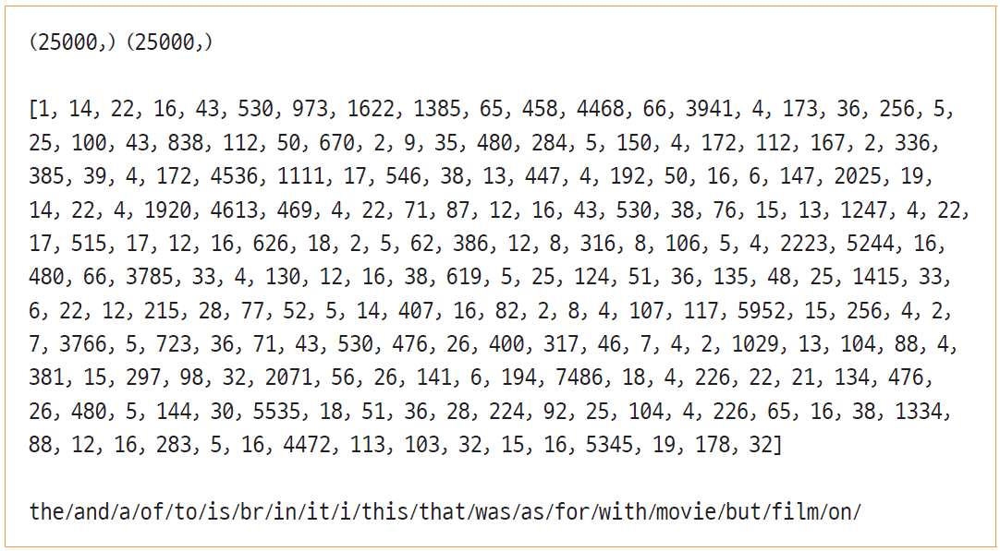 (25000,) (25000,)
[1, 14, 22, 16, 43, 530, 973, 1622, 1385, 65, 458, 4468, 66, 3941, 4, 173, 36, 256, 5,
25, 100, 43, 838, 112, 50, 670, 2, 9, 35, 480, 284, 5, 150, 4, 172, 112, 167, 2, 336,
385, 39, 4, 172, 4536, 1111, 17, 546, 38, 13, 447, 4, 192, 50, 16, 6, 147, 2025, 19,
14, 22, 4, 1920, 4613, 469, 4, 22, 71, 87, 12, 16, 43, 530, 38, 76, 15, 13, 1247, 4, 22,
17, 515, 17, 12, 16, 626, 18, 2, 5, 62, 386, 12, 8, 316, 8, 106, 5, 4, 2223, 5244, 16,
480, 66, 3785, 33, 4, 130, 12, 16, 38, 619, 5, 25, 124, 51, 36, 135, 48, 25, 1415, 33,
6, 22, 12, 215, 28, 77, 52, 5, 14, 407, 16, 82, 2, 8, 4, 107, 117, 5952, 15, 256, 4, 2,
7, 3766, 5, 723, 36, 71, 43, 530, 476, 26, 400, 317, 46, 7, 4, 2, 1029, 13, 104, 88, 4,
381, 15, 297, 98, 32, 2071, 56, 26, 141, 6, 194, 7486, 18, 4, 226, 22, 21, 134, 476,
26, 480, 5, 144, 30, 5535, 18, 51, 36, 28, 224, 92, 25, 104, 4, 226, 65, 16, 38, 1334,
88, 12, 16, 283, 5, 16, 4472, 113, 103, 32, 15, 16, 5345, 19, 178, 32]
the/and/a/of/to/is/br/in/it/i/this/that/was/as/for/with/movie/but/film/on/